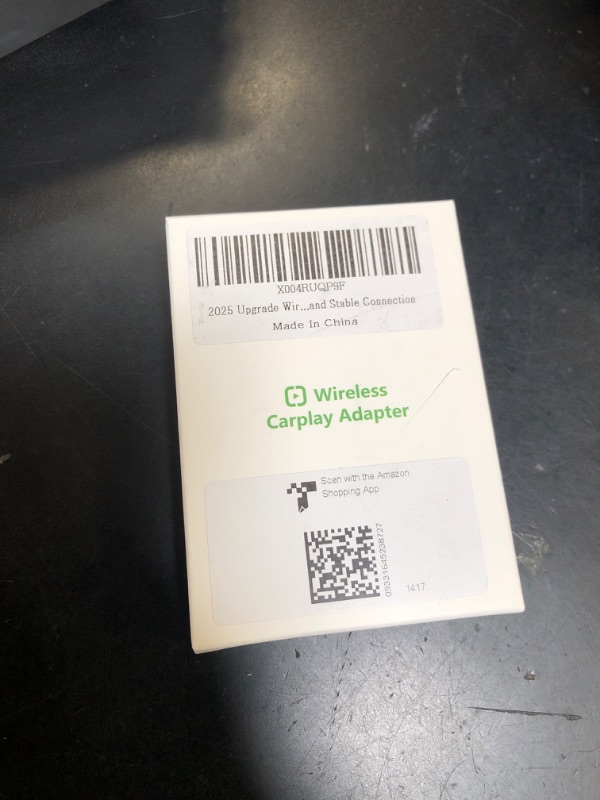 X004RUQP9F
2025 Upgrade Wir...and Stable Connection
Made In China
Wireless
Carplay Adapter
Scan with the Amazon
Shopping App
09331645238727
1417